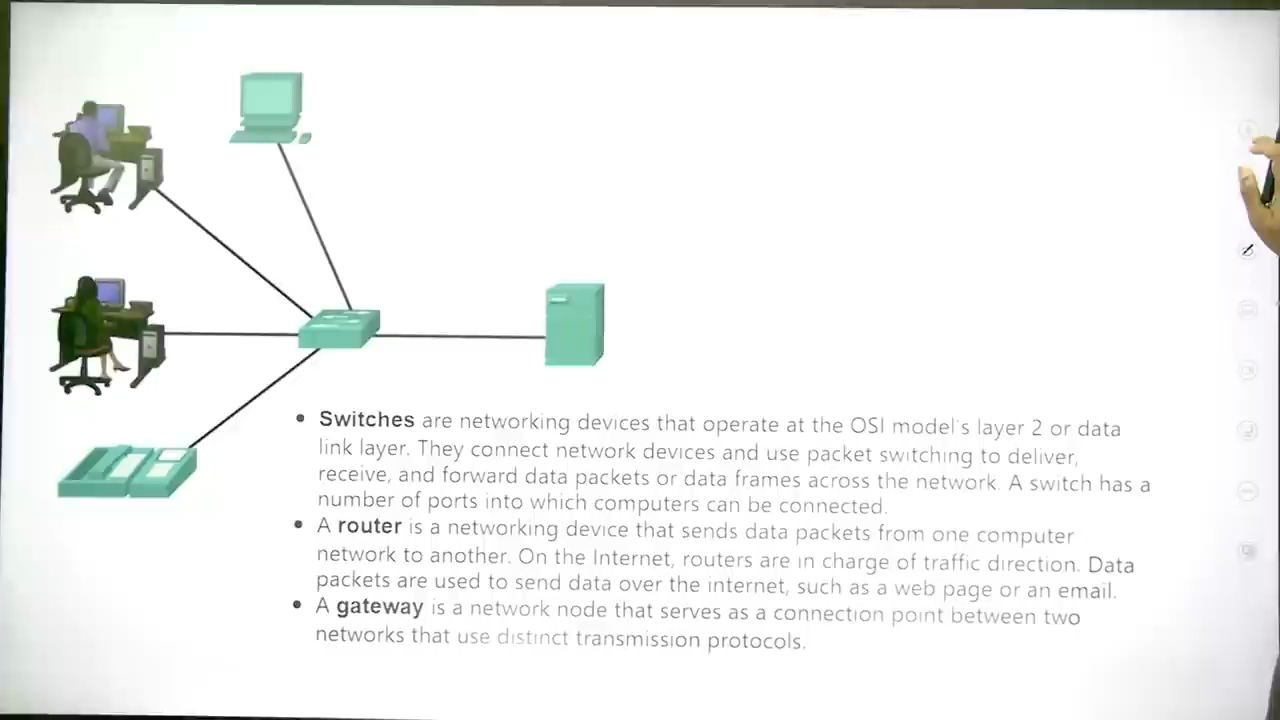 • Switches are networking devices that operate at the OSI model's layer 2 or data
link layer. They connect network devices and use packet switching to deliver,
receive, and forward data packets or data frames across the network. A switch has a
number of ports into which computers can be connected.
• A router is a networking device that sends data packets from one computer
network to another. On the Internet, routers are in charge of traffic direction. Data
packets are used to send data over the internet, such as a web page or an email.
• A gateway is a network node that serves as a connection point between two
networks that use distinct transmission protocols.